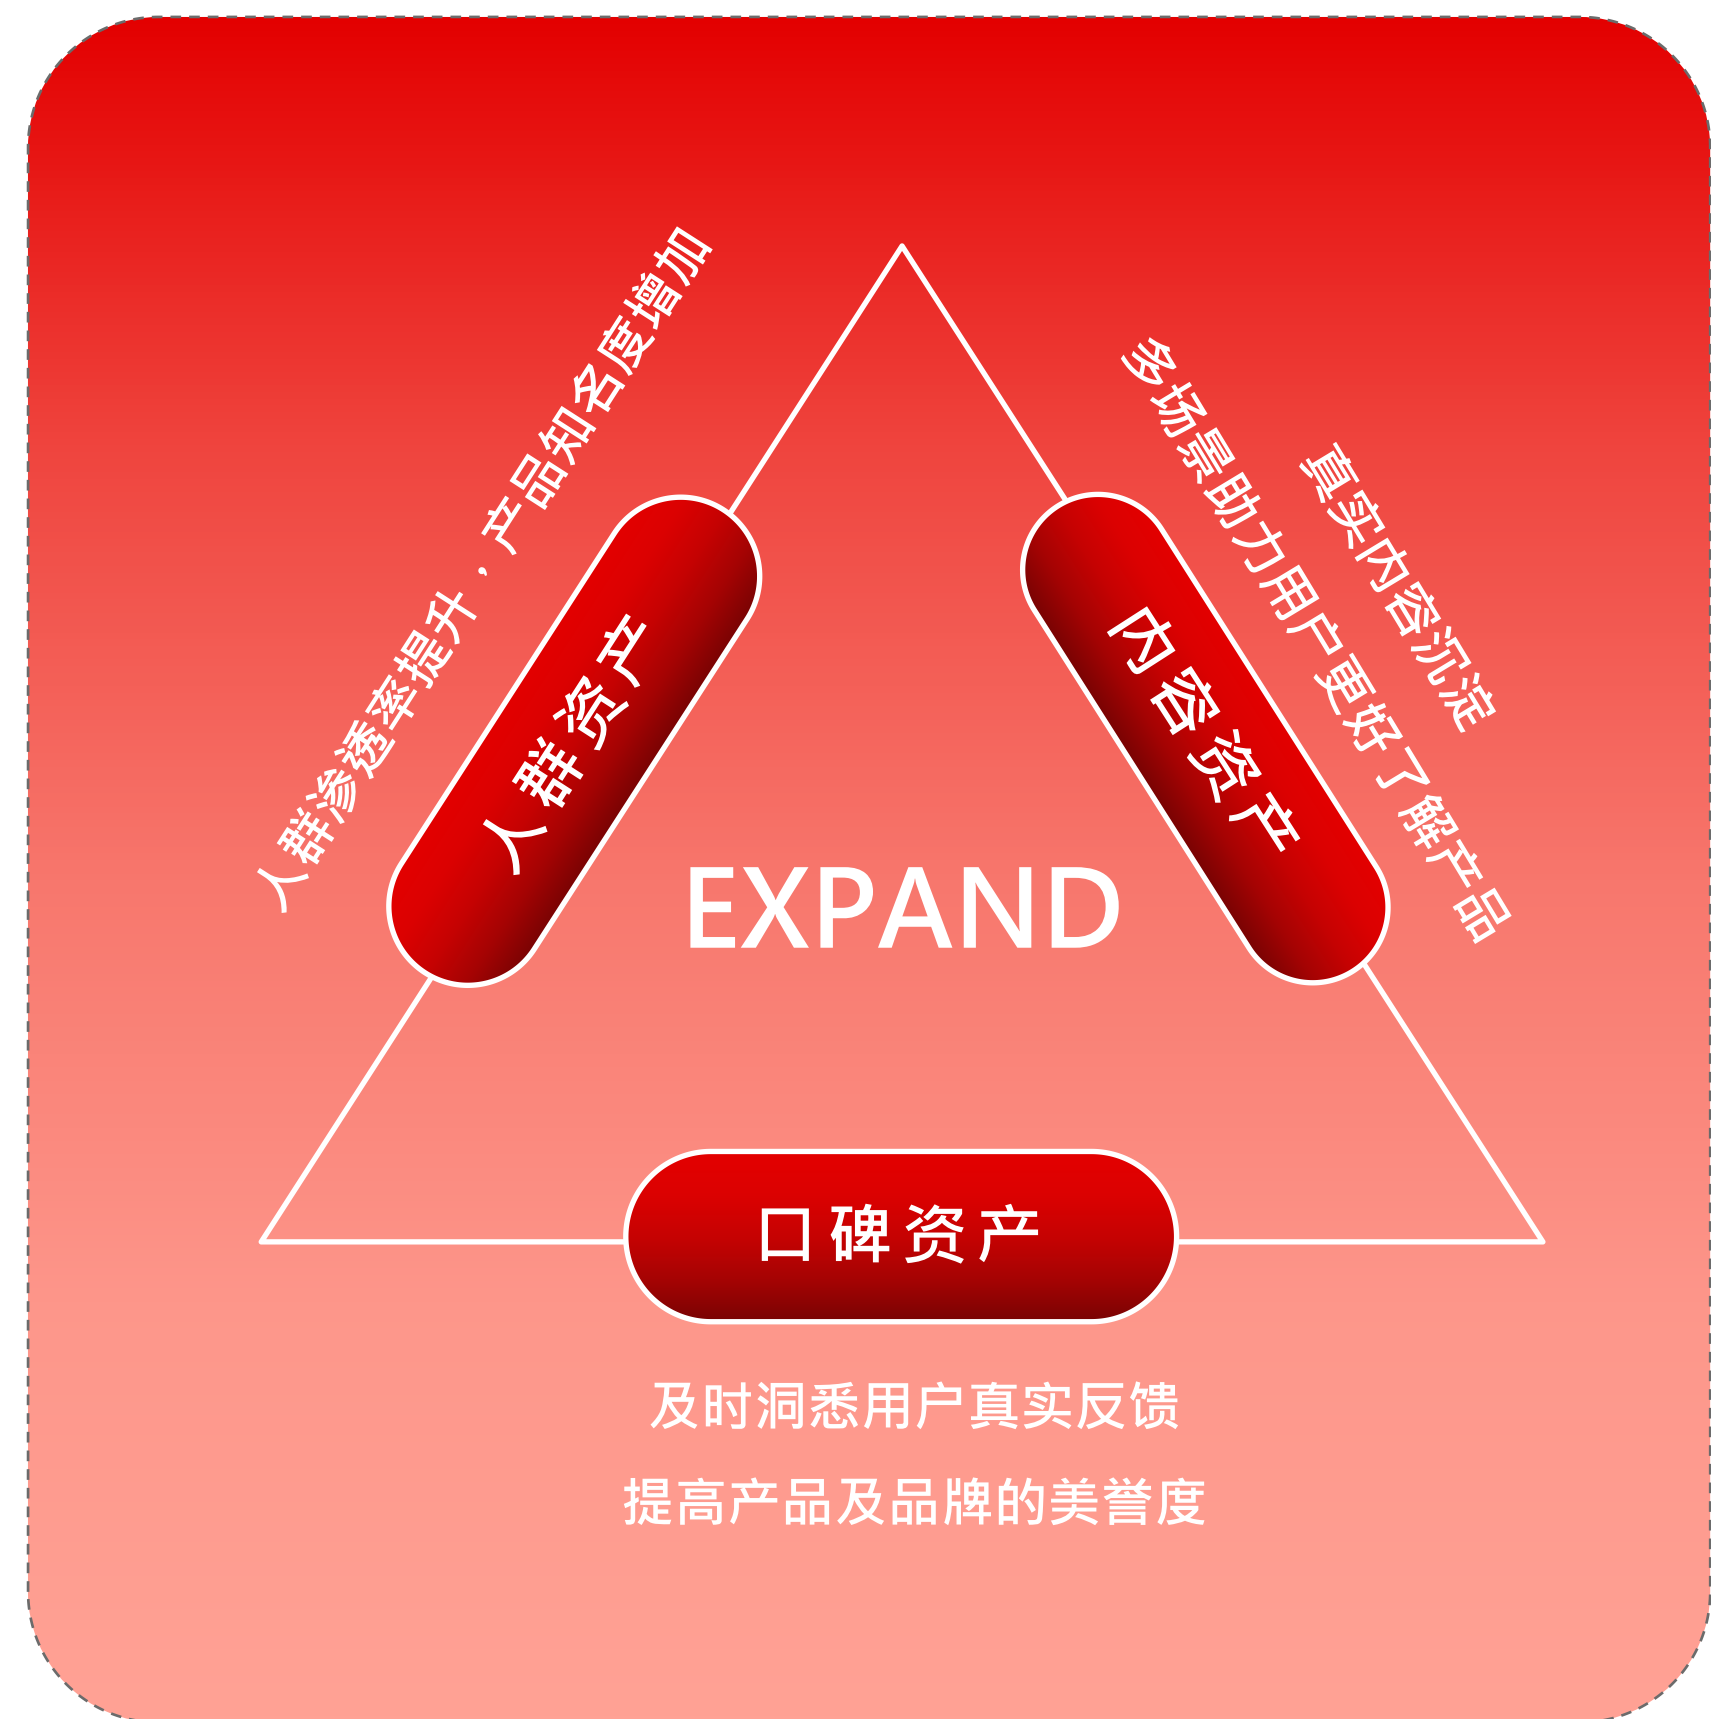 人群渗透率提升，产品知名度增加
人群资产
真实内容沉淀
多场景助力用户更好了解产品
内容资产
EXPAND
口碑资产
及时洞悉用户真实反馈
提高产品及品牌的美誉度